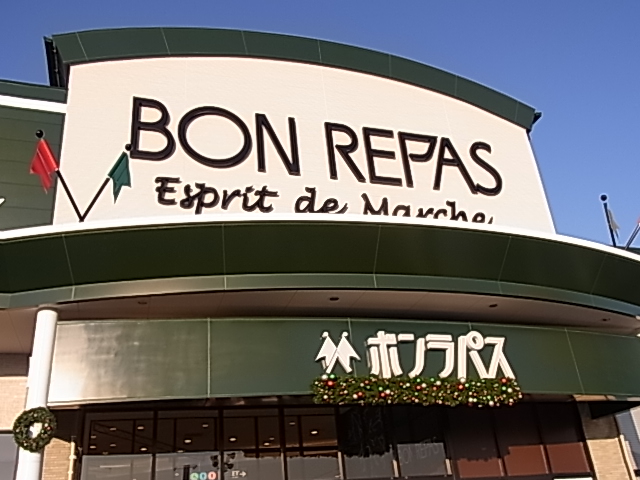 BON REPAS
Esprit de Marche
ボンラパス